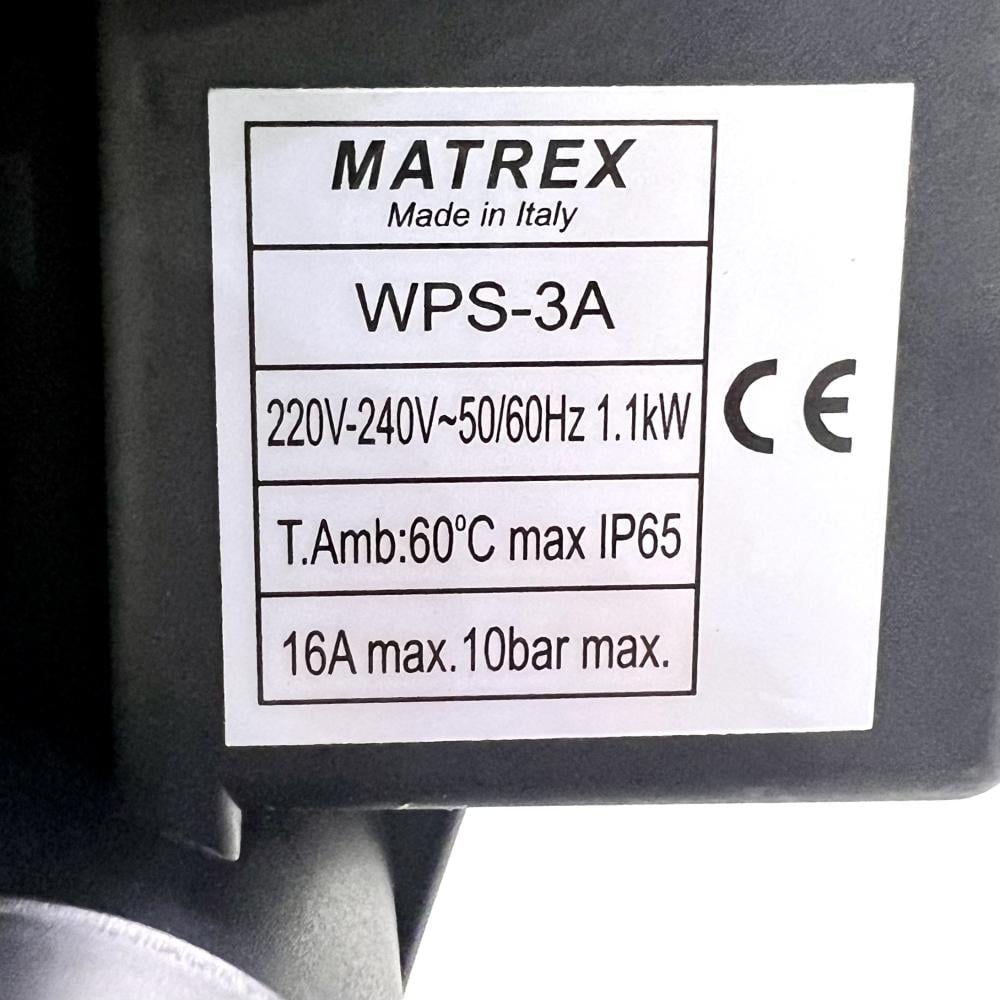 MATREX
Made in Italy
WPS-3A
220V-240V~50/60Hz 1.1kW
T.Amb:60°C max IP65
16A max. 10bar max.
CE